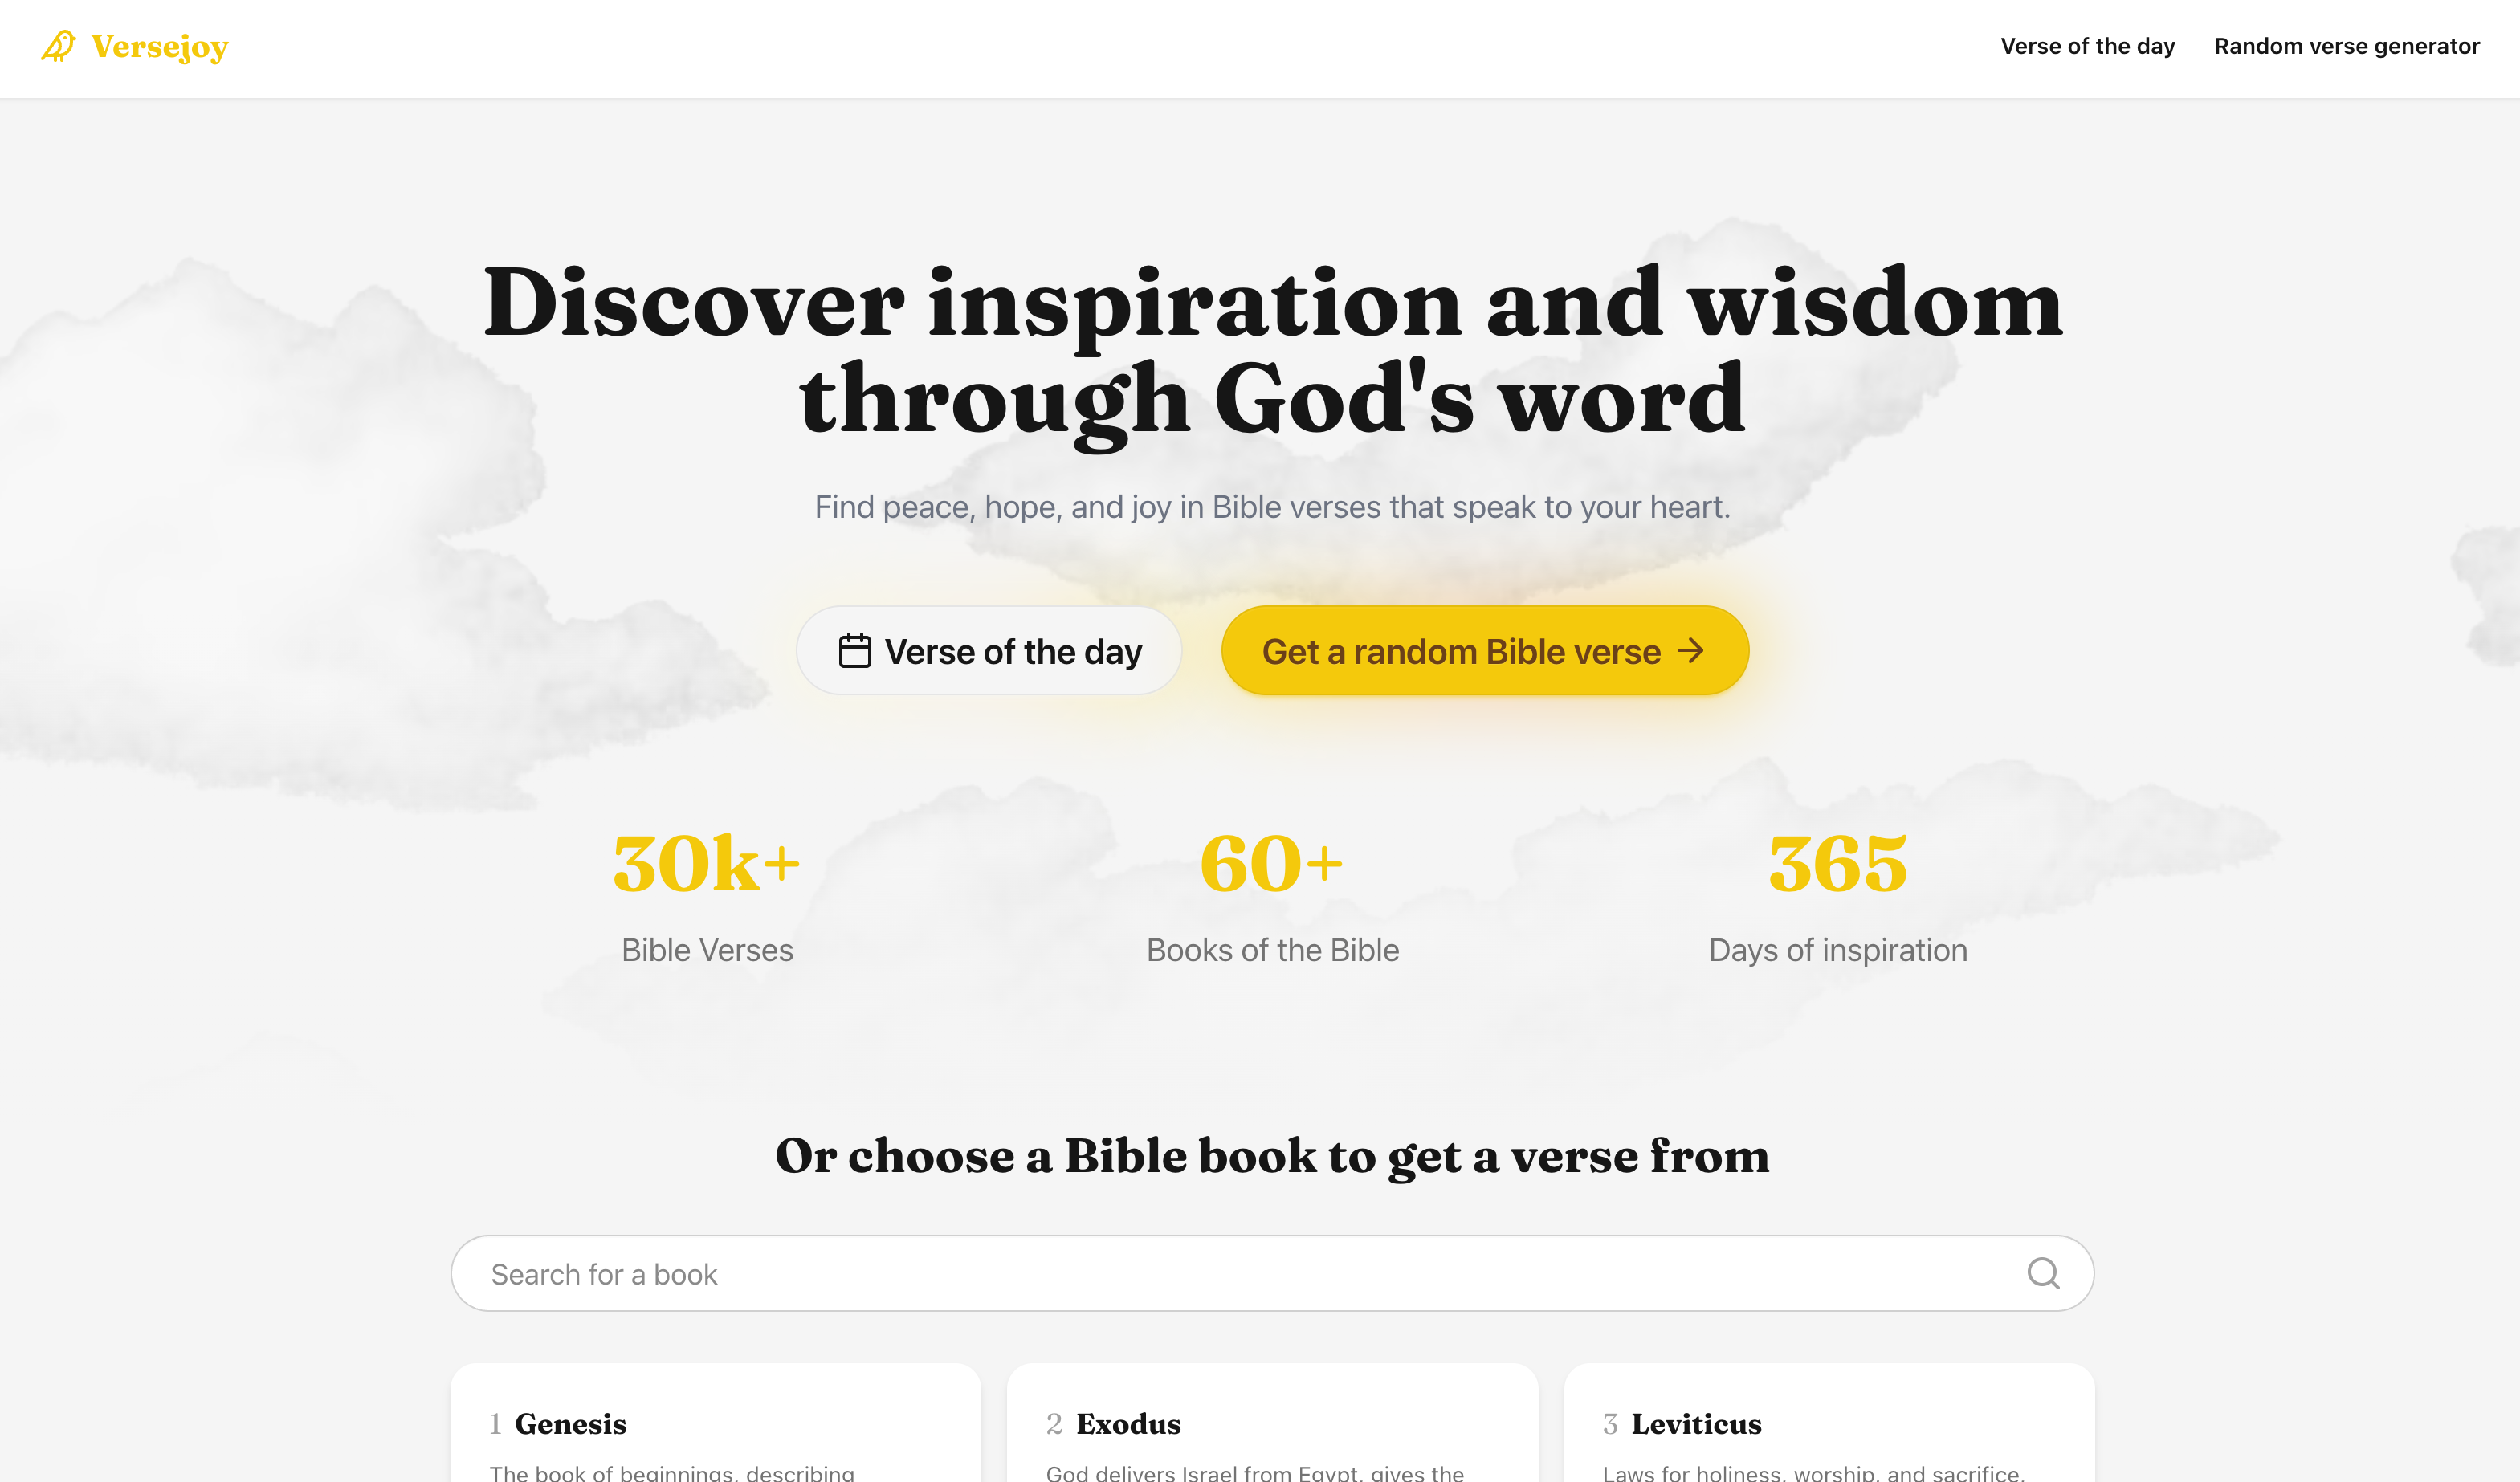 Versejoy
Verse of the day
Random verse generator
Discover inspiration and wisdom
through God's word
Find peace, hope, and joy in Bible verses that speak to your heart.
Verse of the day
Get a random Bible verse
30k+
60+
365
Bible Verses
Books of the Bible
Days of inspiration
Or choose a Bible book to get a verse from
Search for a book
1 Genesis
2 Exodus
3 Leviticus
The book of beginnings, describing
God delivers Israel from Egypt, gives the
Laws for holiness, worship, and sacrifice,